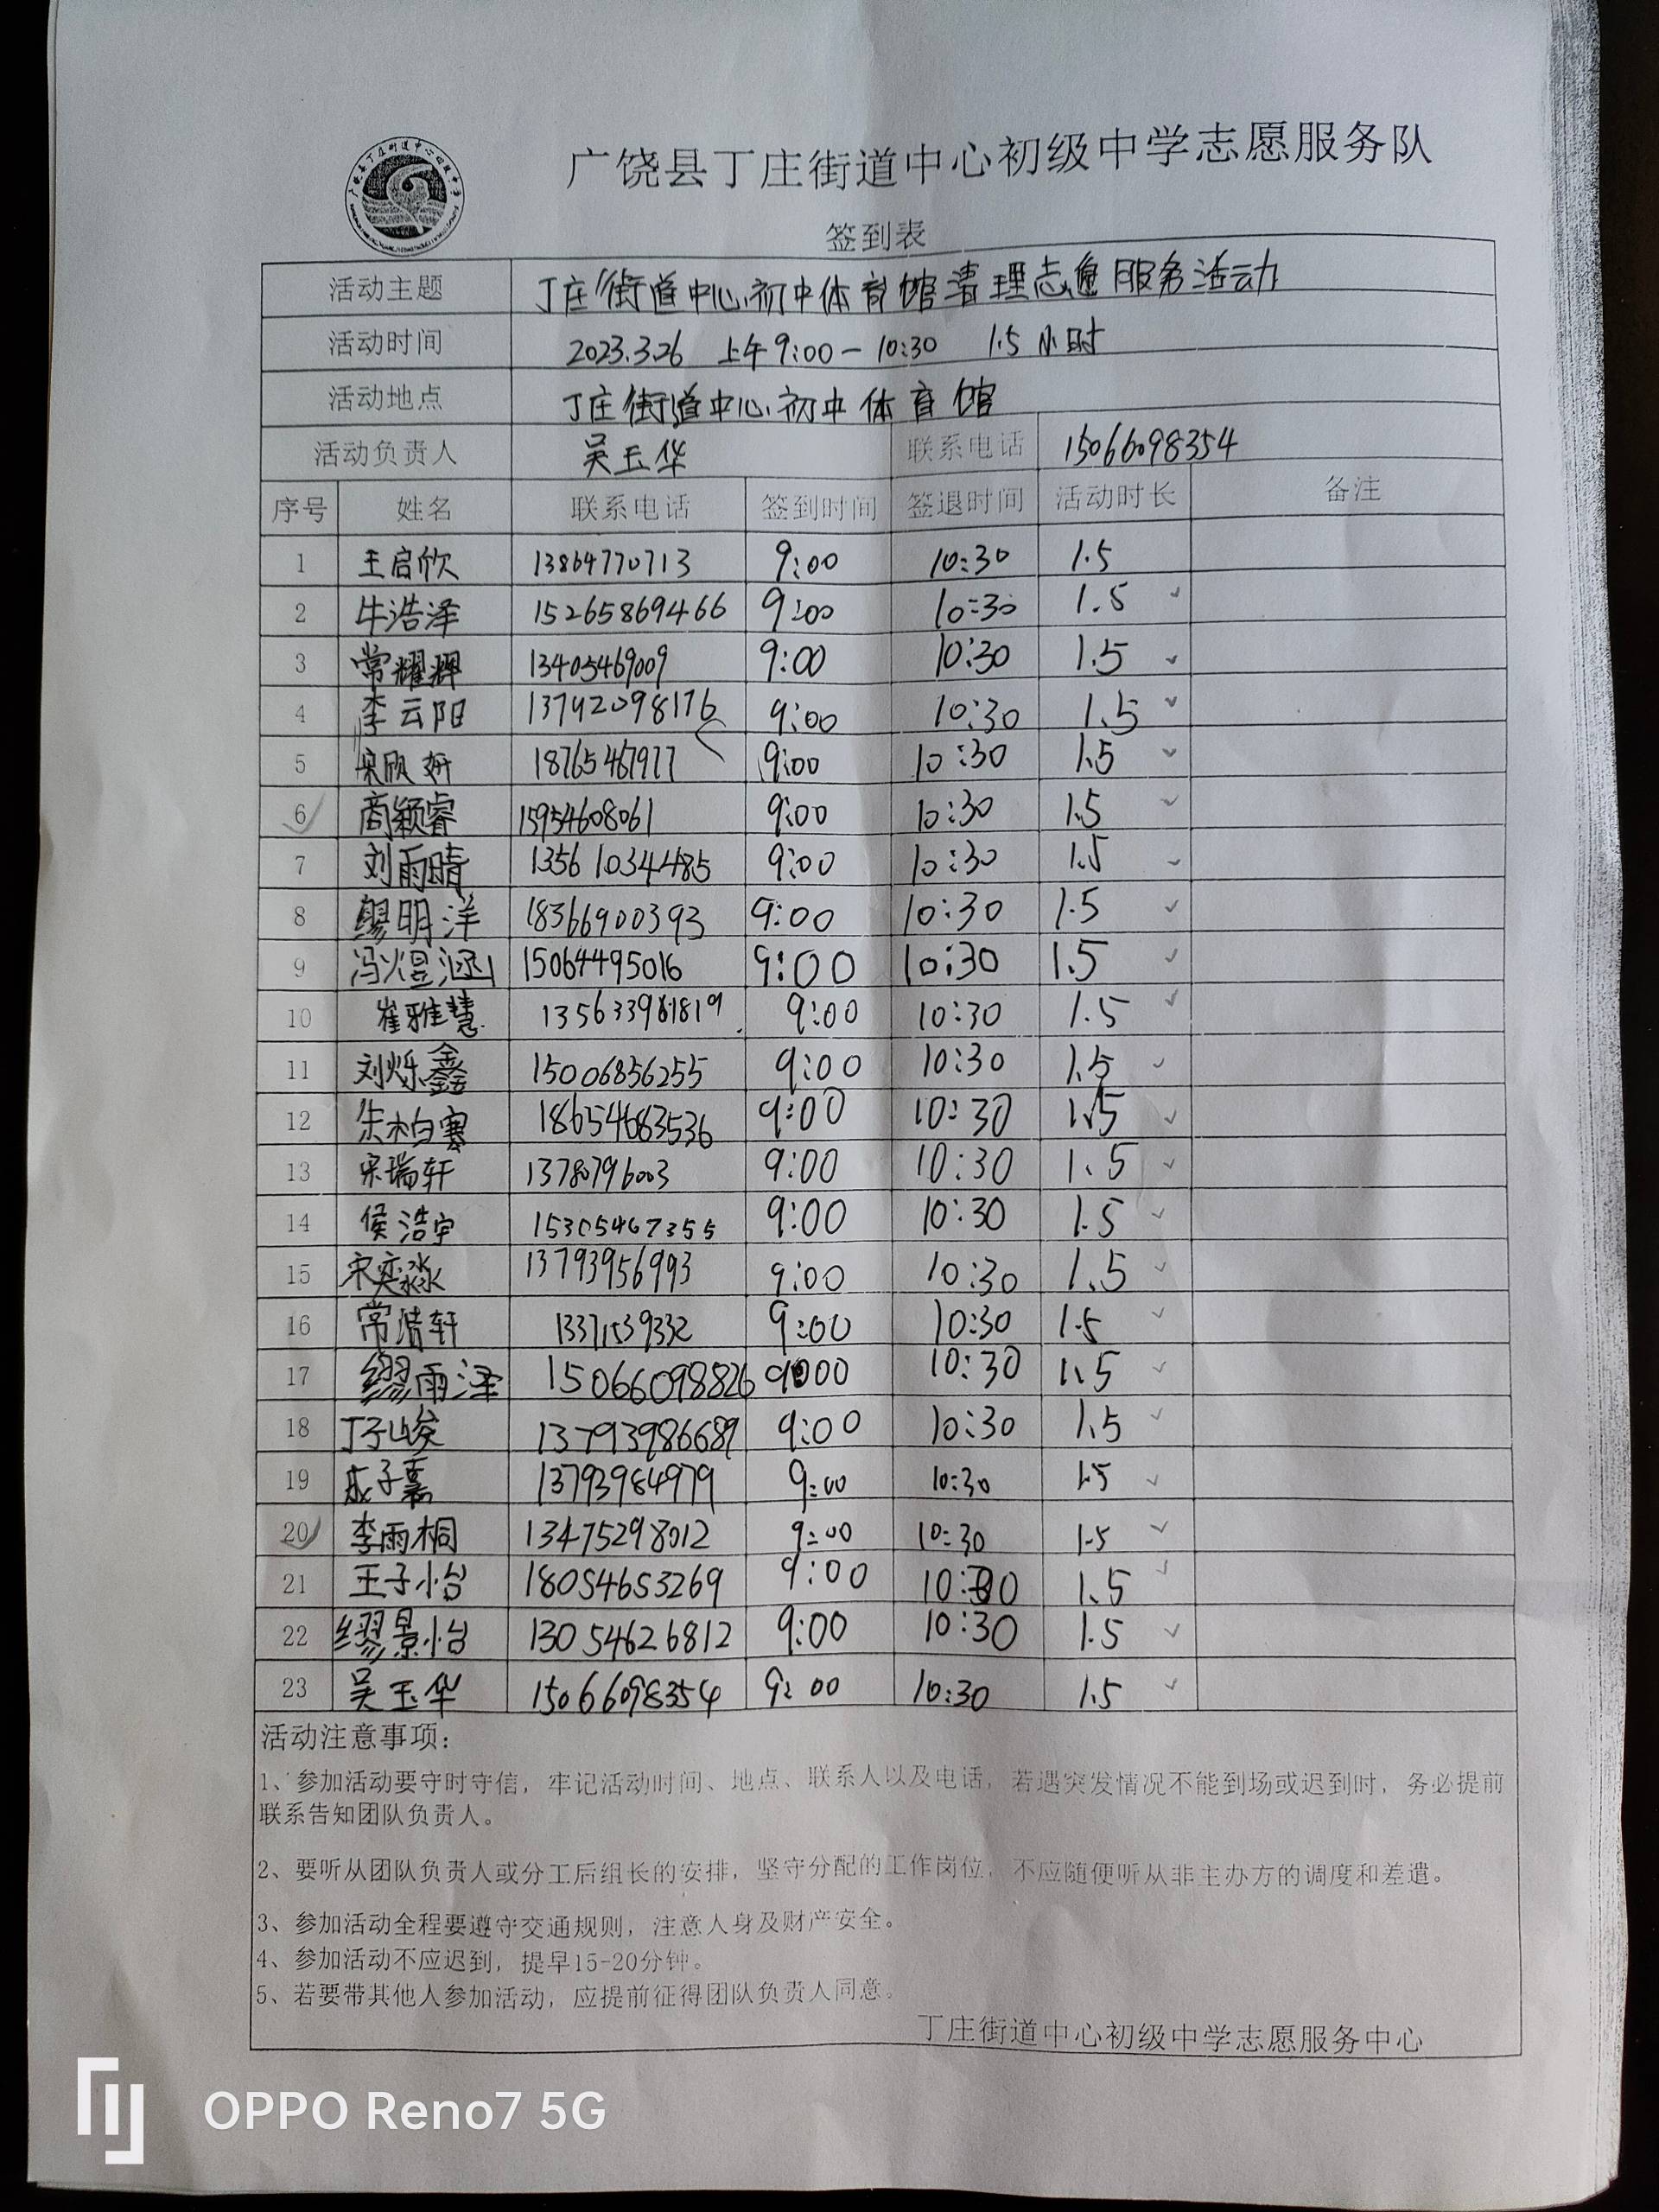 广饶县丁庄街道中心初级中学志愿服务队
签到表
活动主题 丁庄街道中心初中体育馆清理志愿服务活动
活动时间 2023.3.26 上午9:00-10:30 1.5小时
活动地点 丁庄街道中心初中体育馆
活动负责人 吴玉华 联系电话 15066098354
序号 姓名 联系电话 签到时间 签退时间 活动时长 备注
1 王启欣 13864770713 9:00 10:30 1.5
2 牛浩泽 15265869466 9:00 10:30 1.5
3 常耀辉 13405469009 9:00 10:30 1.5
4 李云阳 13792098176 9:00 10:30 1.5
5 宋欣妍 18765467977 9:00 10:30 1.5
6 商颖睿 15954608061 9:00 10:30 1.5
7 刘雨晴 13561034485 9:00 10:30 1.5
8 缪明洋 18366900393 9:00 10:30 1.5
9 冯煜涵 15064495016 9:00 10:30 1.5
10 崔雅慧 9:00 10:30 1.5
11 刘烁鑫 15006856255 9:00 10:30 1.5
12 朱柏骞 18654683536 9:00 10:30 1.5
13 宋瑞轩 13780796003 9:00 10:30 1.5
14 侯浩宇 15305467355 9:00 10:30 1.5
15 宋奕淼 13793956993 9:00 10:30 1.5
16 常清轩 13371539332 9:00 10:30 1.5
17 缪雨泽 15066098826 9:00 10:30 1.5
18 丁子峻 13793986689 9:00 10:30 1.5
19 成子嘉 13793984979 9:00 10:30 1.5
20 李雨桐 13475298012 9:00 10:30 1.5
21 王子怡 18054653269 9:00 10:30 1.5
22 缪景怡 13054626812 9:00 10:30 1.5
23 吴玉华 15066098354 9:00 10:30 1.5
活动注意事项：
1、参加活动要守时守信，牢记活动时间、地点、联系人以及电话，若遇突发情况不能到场或迟到时，务必提前
联系告知团队负责人。
2、要听从团队负责人或分工后组长的安排，坚守分配的工作岗位，不应随便听从非主办方的调度和差遣。
3、参加活动全程要遵守交通规则，注意人身及财产安全。
4、参加活动不应迟到，提早15-20分钟。
5、若要带其他人参加活动，应提前征得团队负责人同意。
丁庄街道中心初级中学志愿服务中心
OPPO Reno7 5G